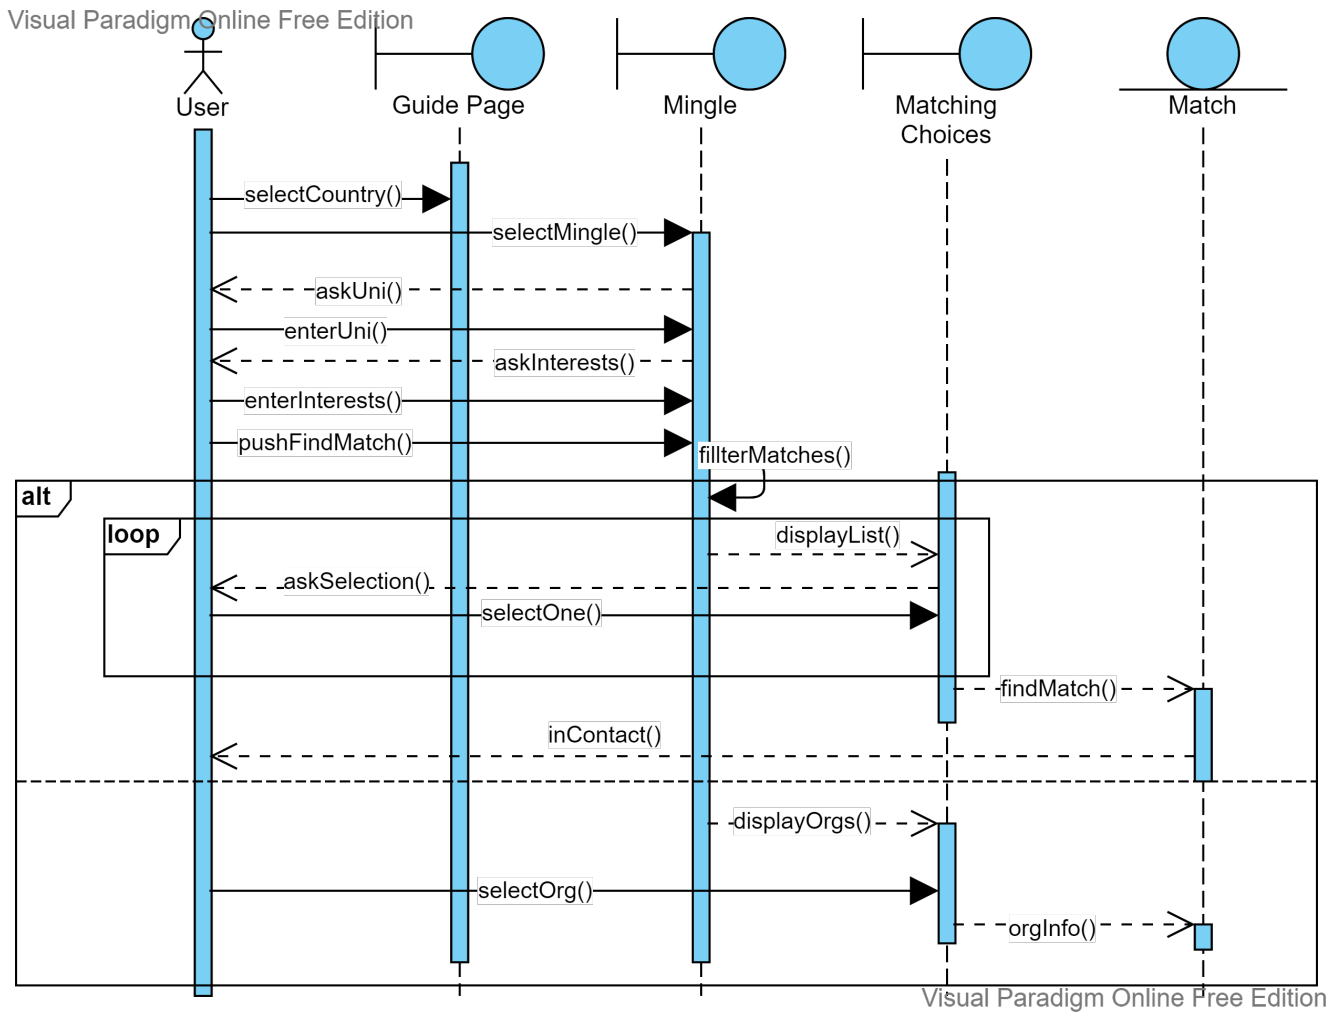 Visual Paradigm Online Free Edition
User
Guide Page
Mingle
Matching
Choices
Match
selectCountry()
selectMingle()
askUni()
enterUni()
askInterests()
enterInterests()
pushFindMatch()
fillterMatches()
alt
loop
displayList()
askSelection()
selectOne()
findMatch()
inContact()
displayOrgs()
selectOrg()
orgInfo()
Visual Paradigm Online Free Edition